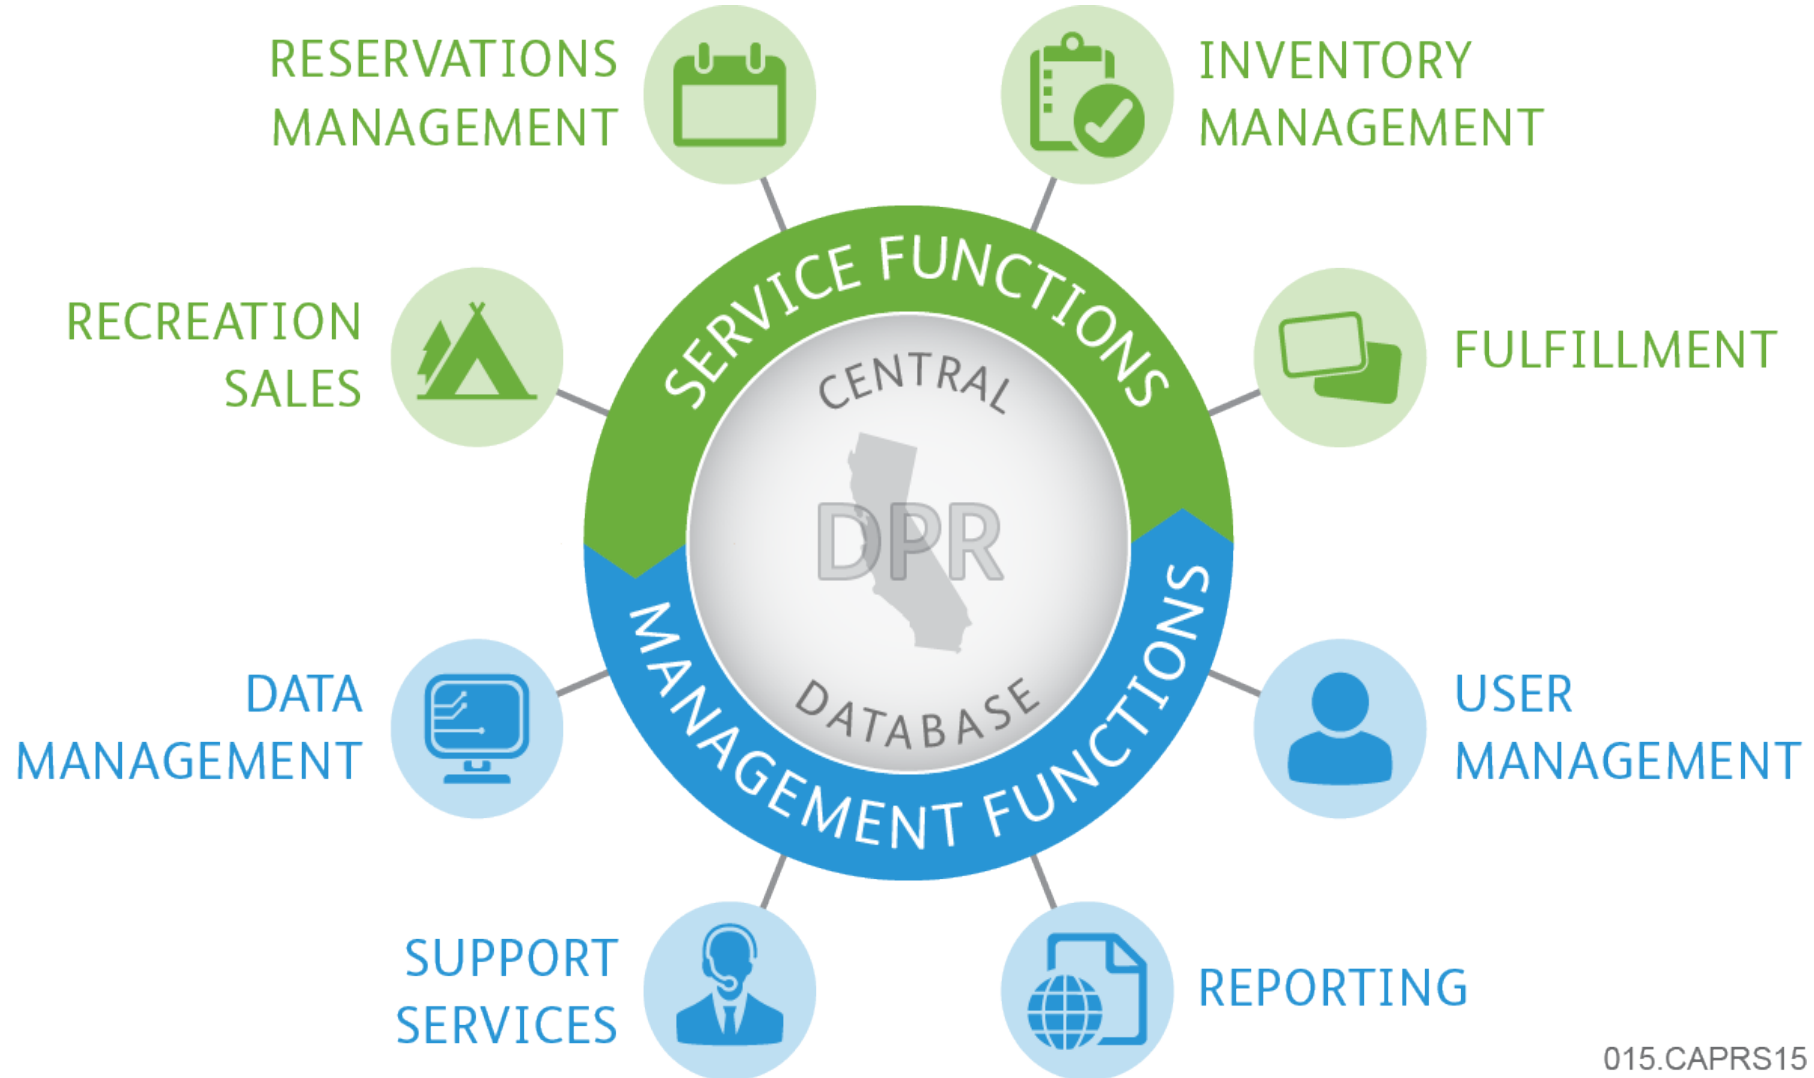 RESERVATIONS
MANAGEMENT
INVENTORY
MANAGEMENT
RECREATION
SALES
FULFILLMENT
SERVICE FUNCTIONS
CENTRAL
DPR
DATABASE
MANAGEMENT FUNCTIONS
DATA
MANAGEMENT
USER
MANAGEMENT
SUPPORT
SERVICES
REPORTING
015.CAPRS15